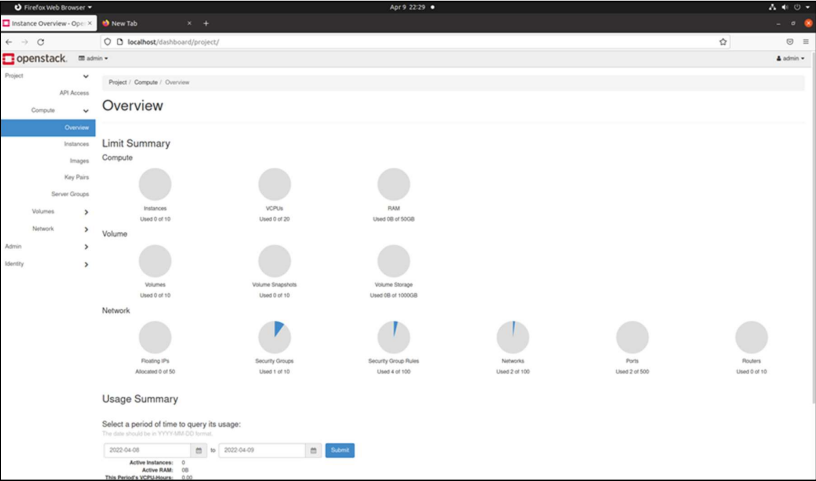 Firefox Web Browser
Apr 9 22:29
Instance Overview - Open
New Tab
localhost/dashboard/project/
openstack.
admin
admin
Project
API Access
Compute
Overview
Instances
Images
Key Pairs
Server Groups
Volumes
Network
Admin
Identity
Project / Compute / Overview
Overview
Limit Summary
Compute
Instances
Used 0 of 10
VCPUs
Used 0 of 20
RAM
Used 0B of 50GB
Volume
Volumes
Used 0 of 10
Volume Snapshots
Used 0 of 10
Volume Storage
Used 0B of 1000GB
Network
Floating IPs
Allocated 0 of 50
Security Groups
Used 1 of 10
Security Group Rules
Used 4 of 100
Networks
Used 2 of 100
Ports
Used 2 of 500
Routers
Used 0 of 10
Usage Summary
Select a period of time to query its usage:
The date should be in YYYY-MM-DD format.
2022-04-08 to 2022-04-09 Submit
Active Instances: 0
Active RAM: 0B
This Period's VCPU-Hours: 0.00